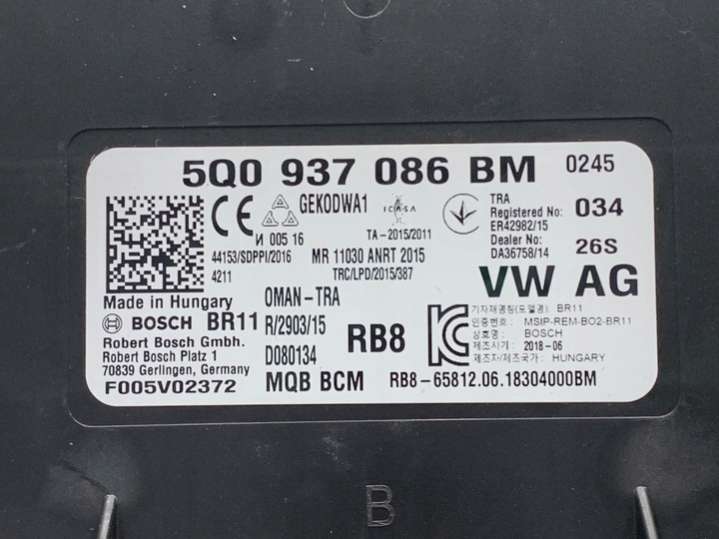 5Q0 937 086 BM 0245
GEKODWA1
ICASA
TA-2015/2011
И 005 16
44153/SDPPI/2016
4211
MR 11030 ANRT 2015
TRC/LPD/2015/387
TRA
Registered No: 034
ER42982/15
Dealer No:
DA36758/14 26S
VW AG
Made in Hungary
BOSCH BR11
Robert Bosch Gmbh.
Robert Bosch Platz 1
70839 Gerlingen, Germany
F005V02372
OMAN-TRA
R/2903/15
D080134
RB8
MQB BCM
기자재명칭(모델명): BR11
인증번호: MSIP-REM-BO2-BR11
상호명: BOSCH
제조시기: 2018-06
제조자/제조국가: HUNGARY
RB8-65812.06.18304000BM
B